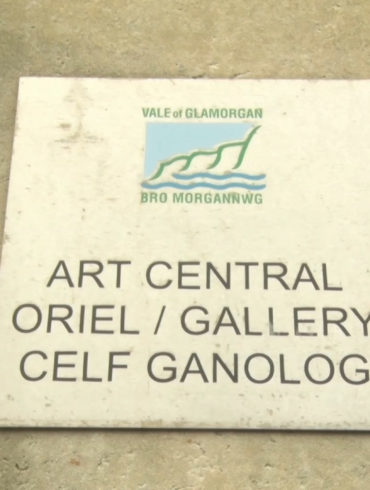 VALE of GLAMORGAN
BRO MORGANNWG
ART CENTRAL
ORIEL / GALLERY
CELF GANOLOG